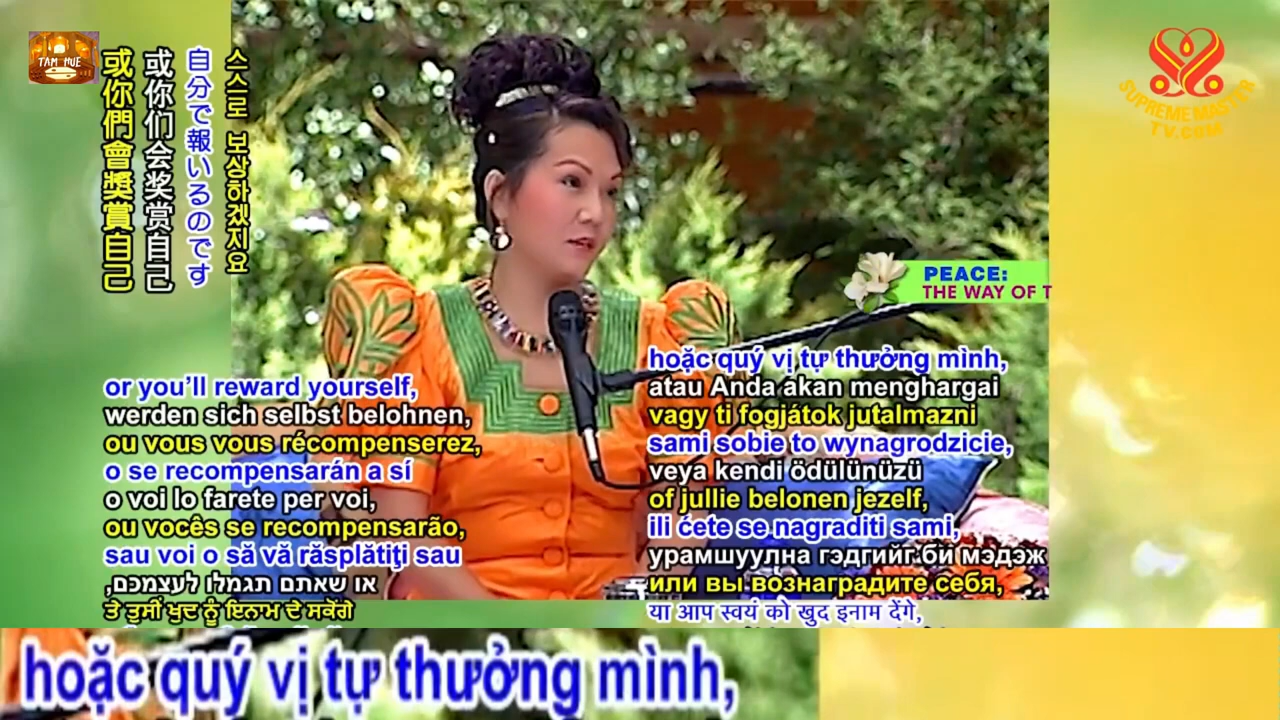 TAM HUE
或你們會獎賞自己
或你们会奖赏自己
自分で報いるのです
스스로 보상하겠지요
SUPREME MASTER
TV.COM
PEACE:
THE WAY OF T
or you’ll reward yourself,
werden sich selbst belohnen,
ou vous vous récompenserez,
o se recompensarán a sí
o voi lo farete per voi,
ou vocês se recompensarão,
sau voi o să vă răsplătiţi sau
או שאתם תגמלו לעצמכם,
ਤੇ ਤੁਸੀਂ ਖੁਦ ਨੂੰ ਇਨਾਮ ਦੇ ਸਕੋਂਗੇ
hoặc quý vị tự thưởng mình,
atau Anda akan menghargai
vagy ti fogjátok jutalmazni
sami sobie to wynagrodzicie,
veya kendi ödülünüzü
of jullie belonen jezelf,
ili ćete se nagraditi sami,
урамшуулна гэдгийг би мэдэж
или вы вознаградите себя,
या आप स्वयं को खुद इनाम देंगे,
hoặc quý vị tự thưởng mình,